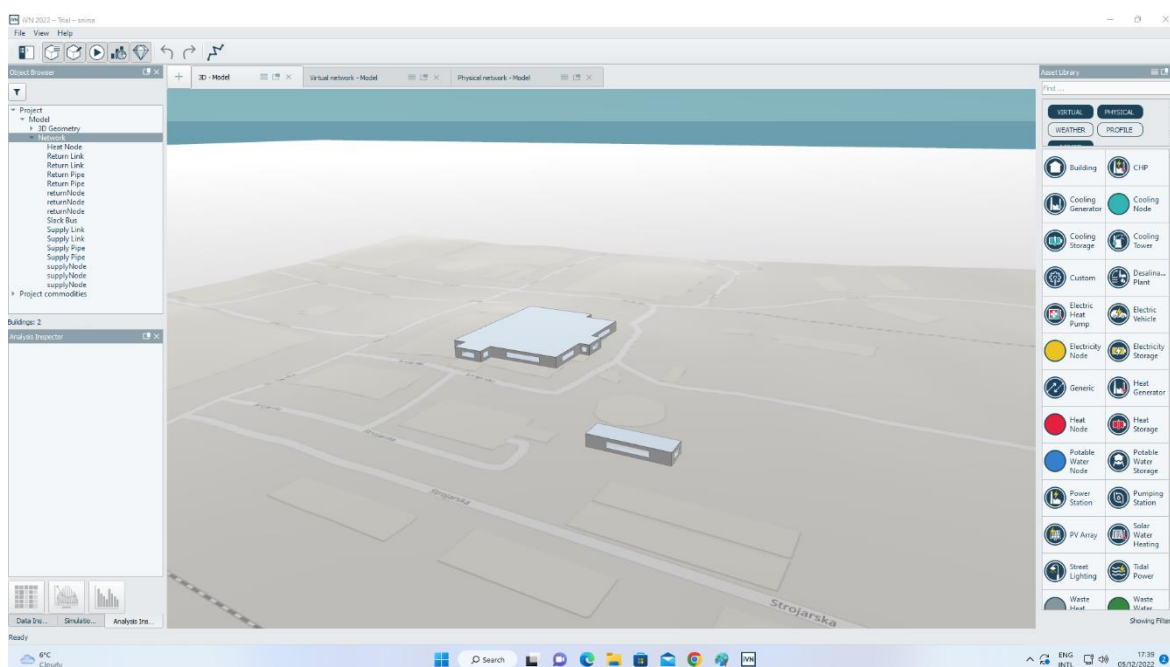 iVN 2022 – Trial – snina
File View Help
Object Browser
Project
Model
3D Geometry
Network
Heat Node
Return Link
Return Link
Return Pipe
Return Pipe
returnNode
returnNode
returnNode
Slack Bus
Supply Link
Supply Link
Supply Pipe
Supply Pipe
supplyNode
supplyNode
supplyNode
Project commodities
Buildings: 2
Analysis Inspector
Data Ins... Simulatio... Analysis Ins...
Ready
3D - Model
Virtual network - Model
Physical network - Model
Strojarska
Strojarska
Strojarska
Asset Library
Find ...
VIRTUAL PHYSICAL
WEATHER PROFILE
Building CHP
Cooling Generator Cooling Node
Cooling Storage Cooling Tower
Custom Desalina... Plant
Electric Heat Pump Electric Vehicle
Electricity Node Electricity Storage
Generic Heat Generator
Heat Node Heat Storage
Potable Water Node Potable Water Storage
Power Station Pumping Station
PV Array Solar Water Heating
Street Lighting Tidal Power
Waste Heat Waste Water
Showing Filter
6°C
Cloudy
Search
IVN
ENG
INTL
17:39
05/12/2022